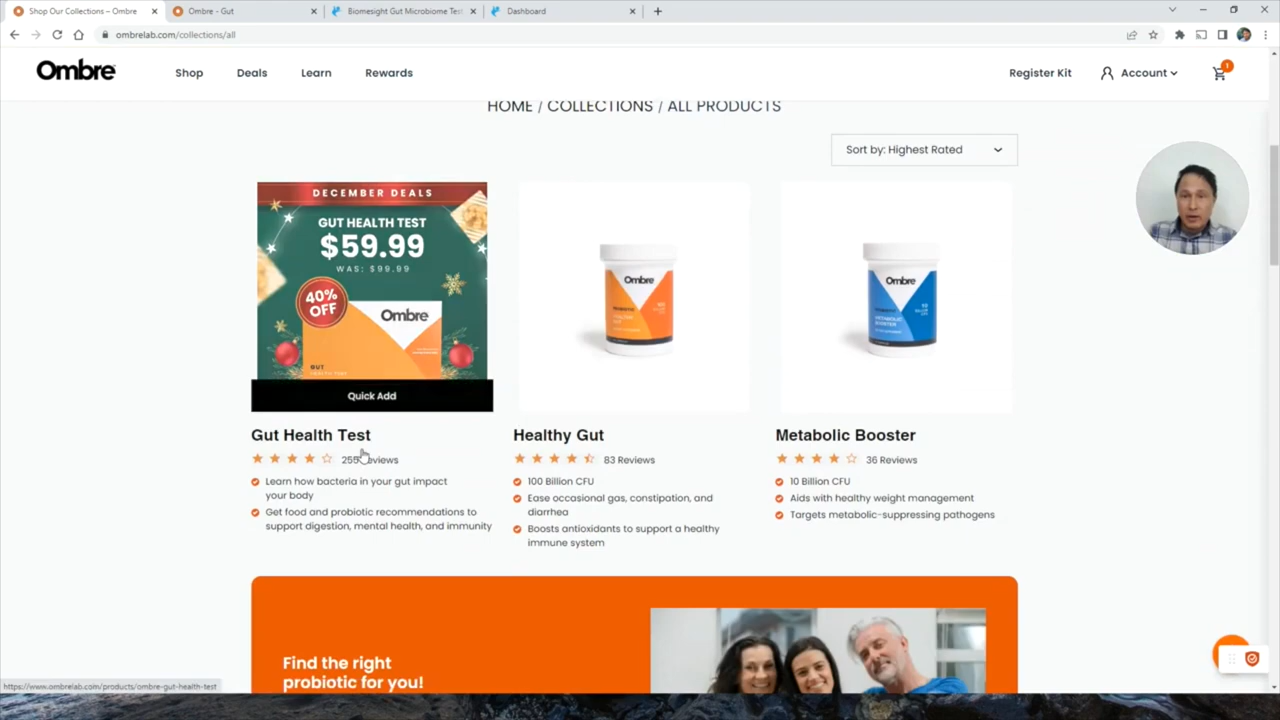 Shop Our Collections – Ombre
Ombre - Gut
Biomesight Gut Microbiome Tes
Dashboard
ombrelab.com/collections/all
Ombre
Shop
Deals
Learn
Rewards
Register Kit
Account
1
HOME / COLLECTIONS / ALL PRODUCTS
Sort by: Highest Rated
DECEMBER DEALS
GUT HEALTH TEST
$59.99
WAS: $99.99
40%
OFF
Ombre
GUT
HEALTH TEST
Quick Add
Gut Health Test
Learn how bacteria in your gut impact
your body
Get food and probiotic recommendations to
support digestion, mental health, and immunity
Ombre
Healthy Gut
83 Reviews
100 Billion CFU
Ease occasional gas, constipation, and
diarrhea
Boosts antioxidants to support a healthy
immune system
Ombre
METABOLIC
BOOSTER
Metabolic Booster
36 Reviews
10 Billion CFU
Aids with healthy weight management
Targets metabolic-suppressing pathogens
Find the right
probiotic for you!
https://www.ombrelab.com/products/ombre-gut-health-test